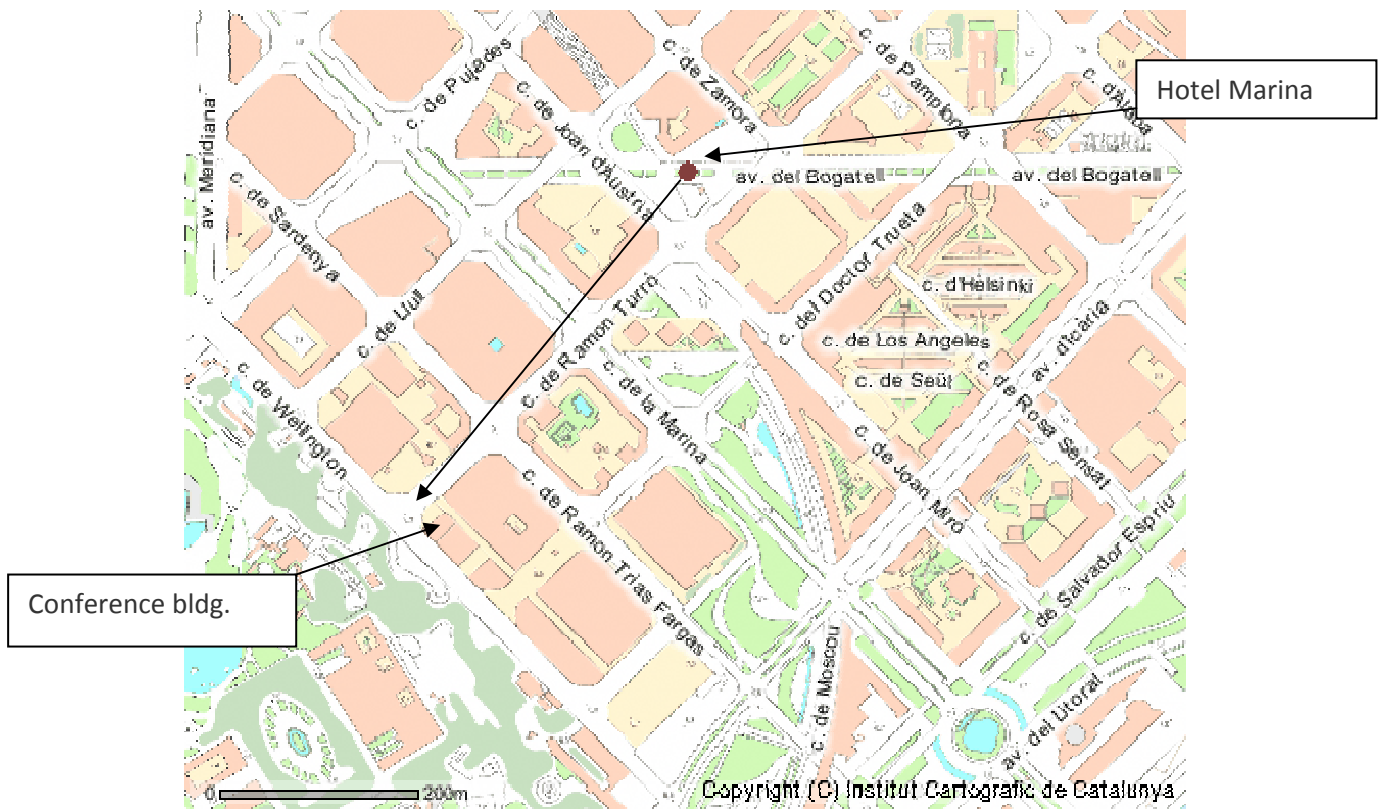 Hotel Marina
c. de Pujades
c. de Zamora
c. de Pamplona
c. d'Àlaba
av. Meridiana
c. de Joan d'Àustria
av. del Bogatell
av. del Bogatell
c. de Sardenya
c. del Doctor Trueta
c. d'Helsinki
c. de Llull
c. de Ramon Turró
c. de Los Angeles
av. d'Icària
c. de Seül
c. de Wellington
c. de la Marina
c. de Rosa Sensat
c. de Joan Miró
c. de Ramon Trias Fargas
c. de Salvador Espriu
Conference bldg.
c. de Moscou
av. del Litoral
0 200m
Copyright (C) Institut Cartogràfic de Catalunya